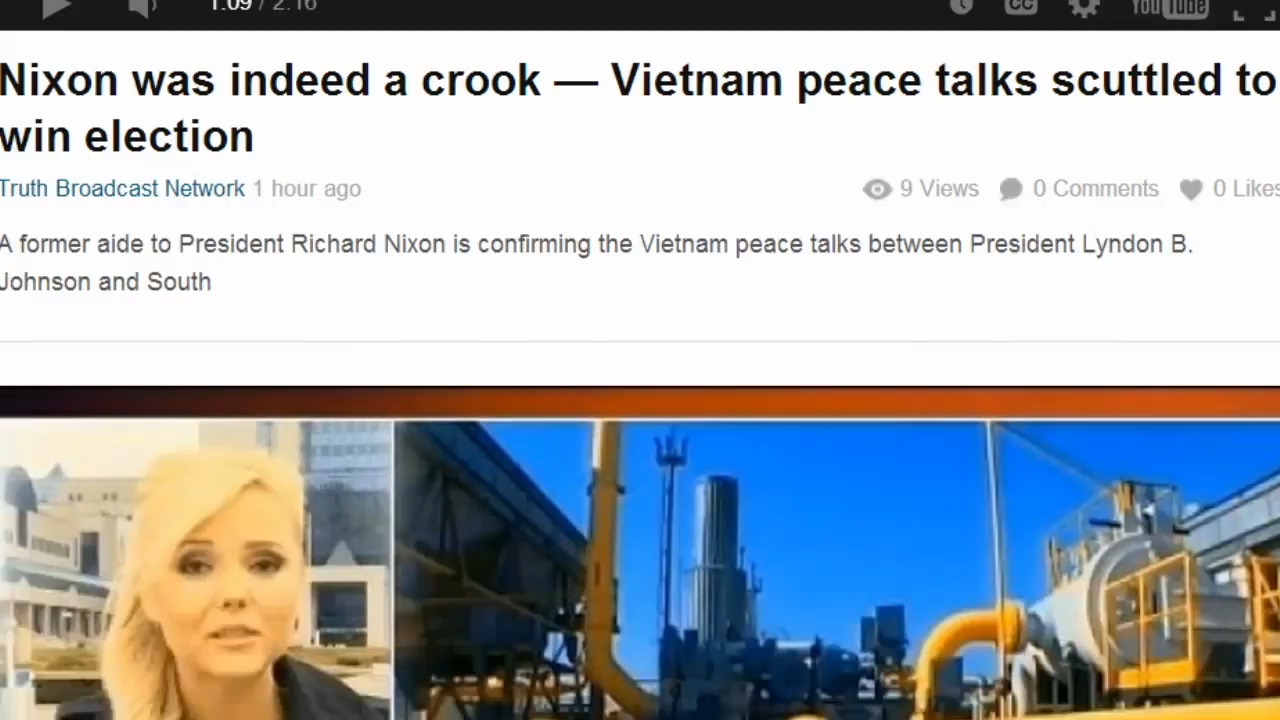 1:09 / 2:16
CC
YouTube
Nixon was indeed a crook — Vietnam peace talks scuttled to
win election
Truth Broadcast Network 1 hour ago
9 Views 0 Comments 0 Likes
A former aide to President Richard Nixon is confirming the Vietnam peace talks between President Lyndon B.
Johnson and South